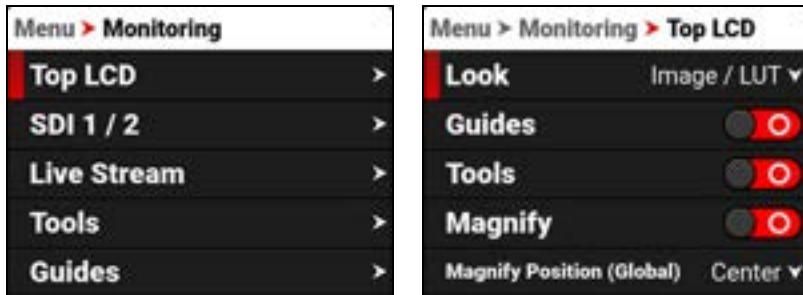 Menu > Monitoring
Top LCD
SDI 1 / 2
Live Stream
Tools
Guides
Menu > Monitoring > Top LCD
Look Image / LUT
Guides
Tools
Magnify
Magnify Position (Global) Center